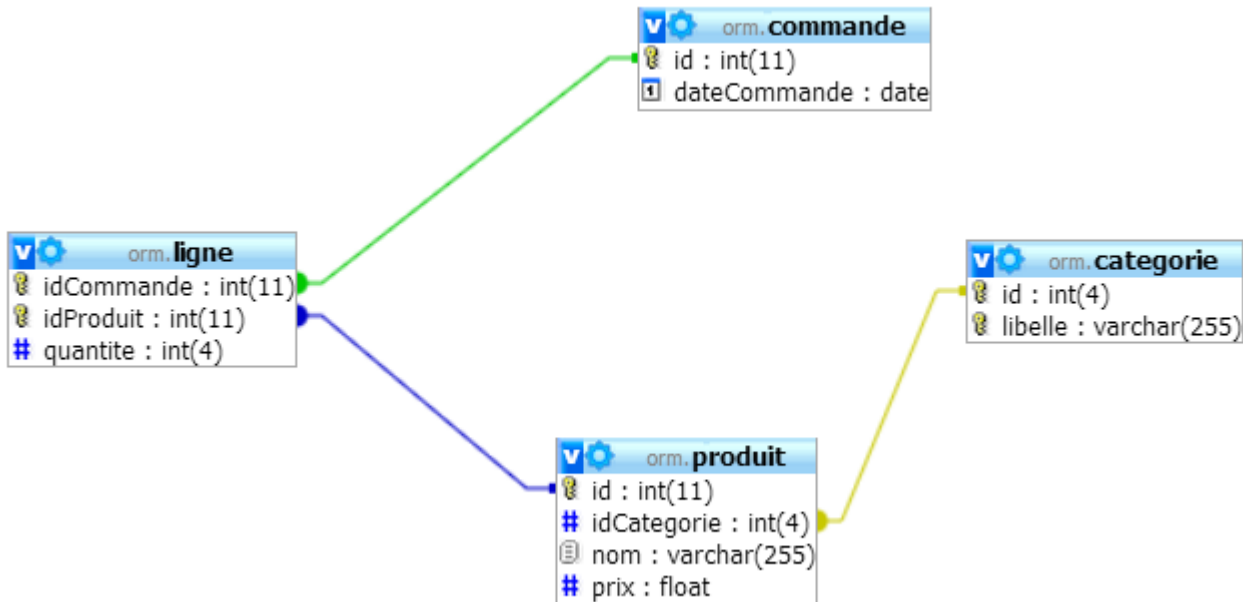 orm.commande
id : int(11)
dateCommande : date
orm.ligne
idCommande : int(11)
idProduit : int(11)
# quantite : int(4)
orm.categorie
id : int(4)
libelle : varchar(255)
orm.produit
id : int(11)
# idCategorie : int(4)
nom : varchar(255)
# prix : float